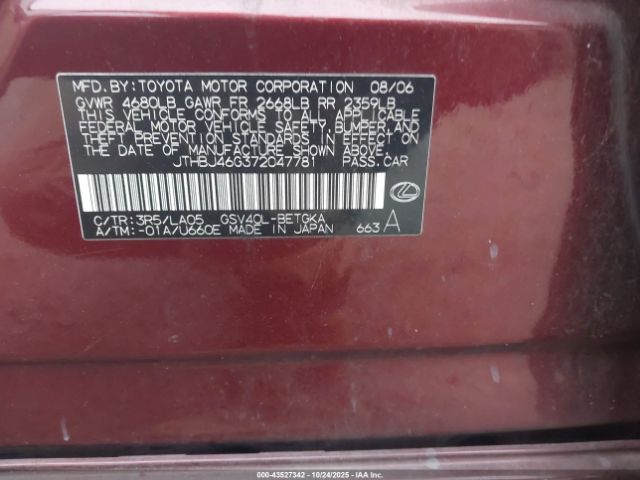 MFD.BY:TOYOTA MOTOR CORPORATION 08/06
GVWR 4680LB GAWR FR 2668LB RR 2359LB
THIS VEHICLE CONFORMS TO ALL APPLICABLE
FEDERAL MOTOR VEHICLE SAFETY, BUMPER, AND
THEFT PREVENTION STANDARDS IN EFFECT ON
THE DATE OF MANUFACTURE SHOWN ABOVE.
JTHBJ46G372047781 PASS.CAR
C/TR:3R5/LA05 GSV40L-BETGKA
A/TM:-01A/U660E MADE IN JAPAN 663 A
000-43527342 - 10/24/2025 - IAAI.COM